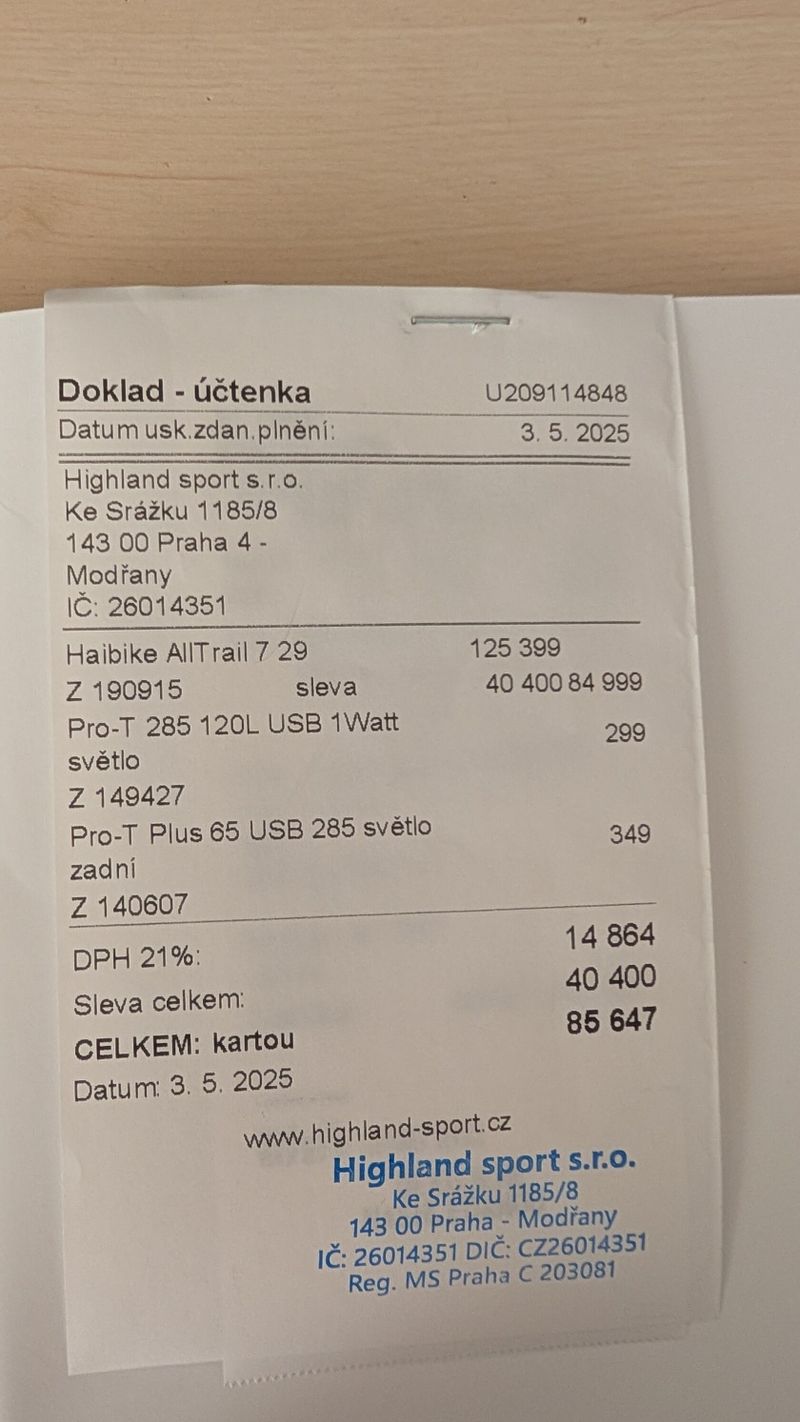 Doklad - účtenka U209114848
Datum usk.zdan.plnění: 3. 5. 2025
Highland sport s.r.o.
Ke Srážku 1185/8
143 00 Praha 4 -
Modřany
IČ: 26014351
Haibike AllTrail 7 29 125 399
Z 190915 sleva 40 400 84 999
Pro-T 285 120L USB 1Watt 299
světlo
Z 149427
Pro-T Plus 65 USB 285 světlo 349
zadní
Z 140607
DPH 21%: 14 864
Sleva celkem: 40 400
CELKEM: kartou 85 647
Datum: 3. 5. 2025
www.highland-sport.cz
Highland sport s.r.o.
Ke Srážku 1185/8
143 00 Praha - Modřany
IČ: 26014351 DIČ: CZ26014351
Reg. MS Praha C 203081